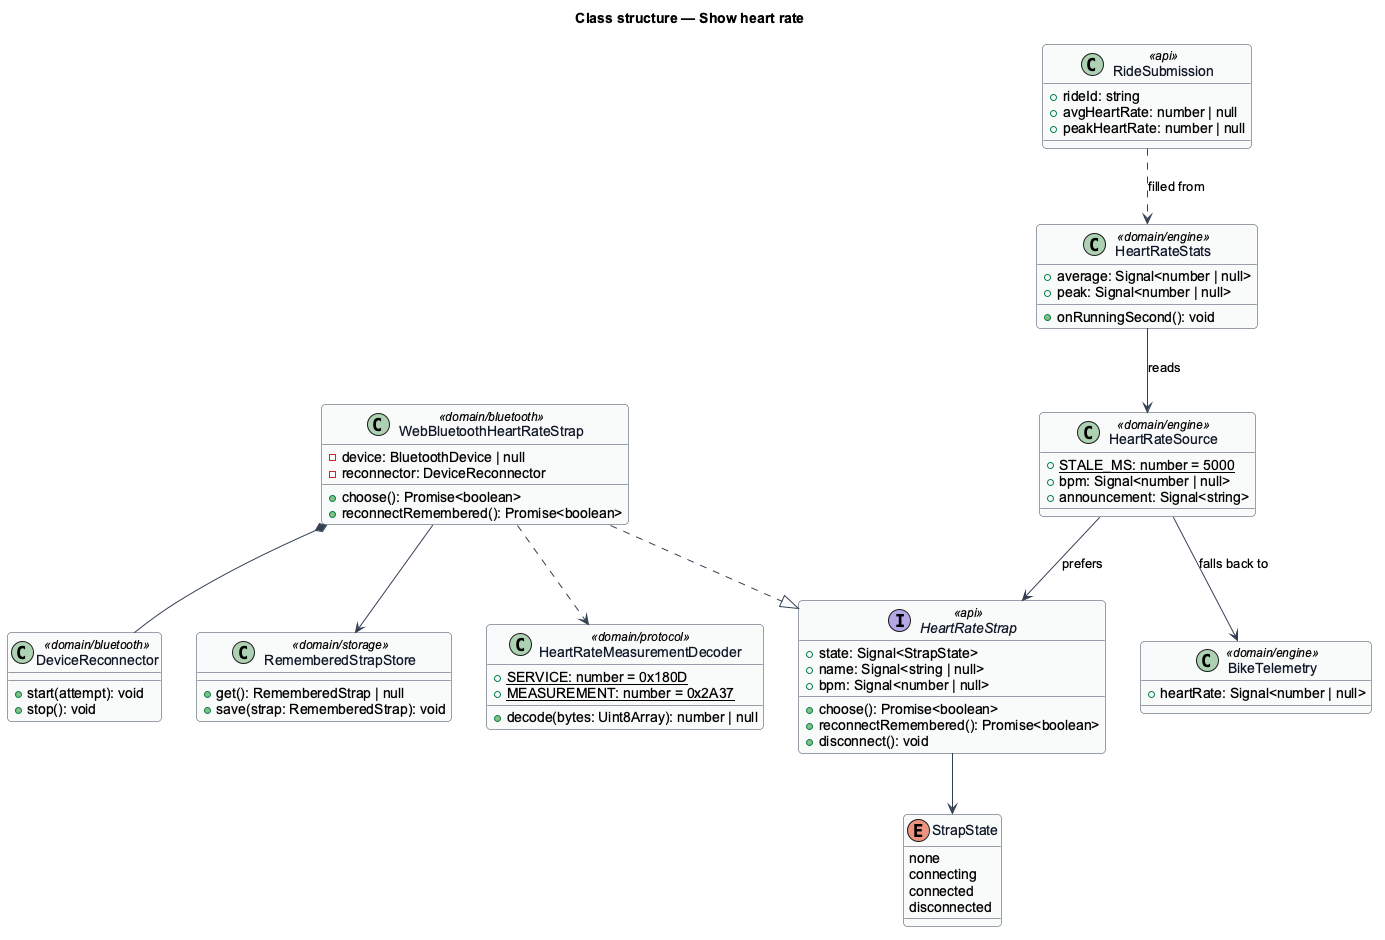 Class structure — Show heart rate
«api»
C RideSubmission
rideId: string
avgHeartRate: number | null
peakHeartRate: number | null
filled from
«domain/engine»
C HeartRateStats
average: Signal<number | null>
peak: Signal<number | null>
onRunningSecond(): void
reads
«domain/bluetooth»
C WebBluetoothHeartRateStrap
device: BluetoothDevice | null
reconnector: DeviceReconnector
choose(): Promise<boolean>
reconnectRemembered(): Promise<boolean>
«domain/engine»
C HeartRateSource
STALE_MS: number = 5000
bpm: Signal<number | null>
announcement: Signal<string>
prefers
falls back to
«domain/bluetooth»
C DeviceReconnector
start(attempt): void
stop(): void
«domain/storage»
C RememberedStrapStore
get(): RememberedStrap | null
save(strap: RememberedStrap): void
«domain/protocol»
C HeartRateMeasurementDecoder
SERVICE: number = 0x180D
MEASUREMENT: number = 0x2A37
decode(bytes: Uint8Array): number | null
«api»
I HeartRateStrap
state: Signal<StrapState>
name: Signal<string | null>
bpm: Signal<number | null>
choose(): Promise<boolean>
reconnectRemembered(): Promise<boolean>
disconnect(): void
«domain/engine»
C BikeTelemetry
heartRate: Signal<number | null>
E StrapState
none
connecting
connected
disconnected